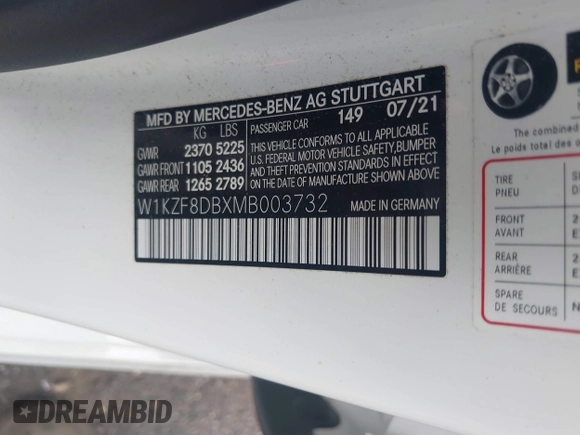 MFD BY MERCEDES-BENZ AG STUTTGART
KG LBS PASSENGER CAR 149 07/21
GVWR 2370 5225
GAWR FRONT 1105 2436
GAWR REAR 1265 2789
THIS VEHICLE CONFORMS TO ALL APPLICABLE
U.S. FEDERAL MOTOR VEHICLE SAFETY, BUMPER
AND THEFT PREVENTION STANDARDS IN EFFECT
ON THE DATE OF MANUFACTURE SHOWN ABOVE.
W1KZF8DBXMB003732 MADE IN GERMANY
The combined
Le poids total des
TIRE
PNEU
FRONT 2
AVANT
REAR 2
ARRIÈRE
SPARE
DE SECOURS
DREAMBID